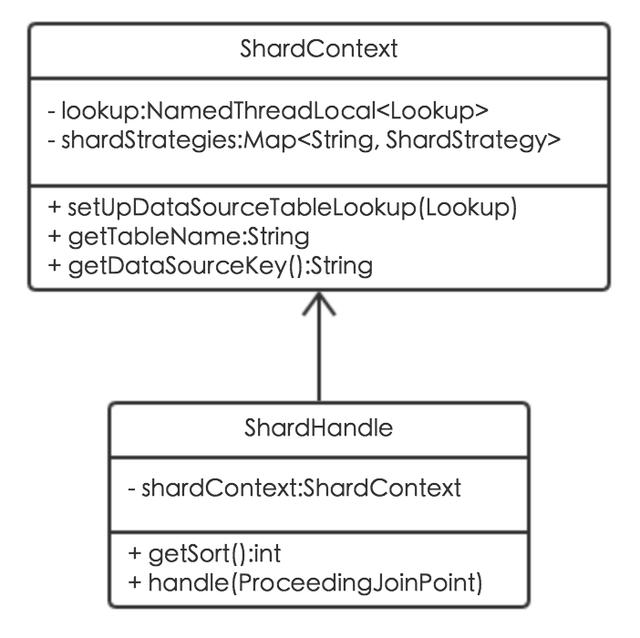 ShardContext
- lookup:NamedThreadLocal<Lookup>
- shardStrategies:Map<String, ShardStrategy>
+ setUpDataSourceTableLookup(Lookup)
+ getTableName:String
+ getDataSourceKey():String
ShardHandle
- shardContext:ShardContext
+ getSort():int
+ handle(ProceedingJoinPoint)